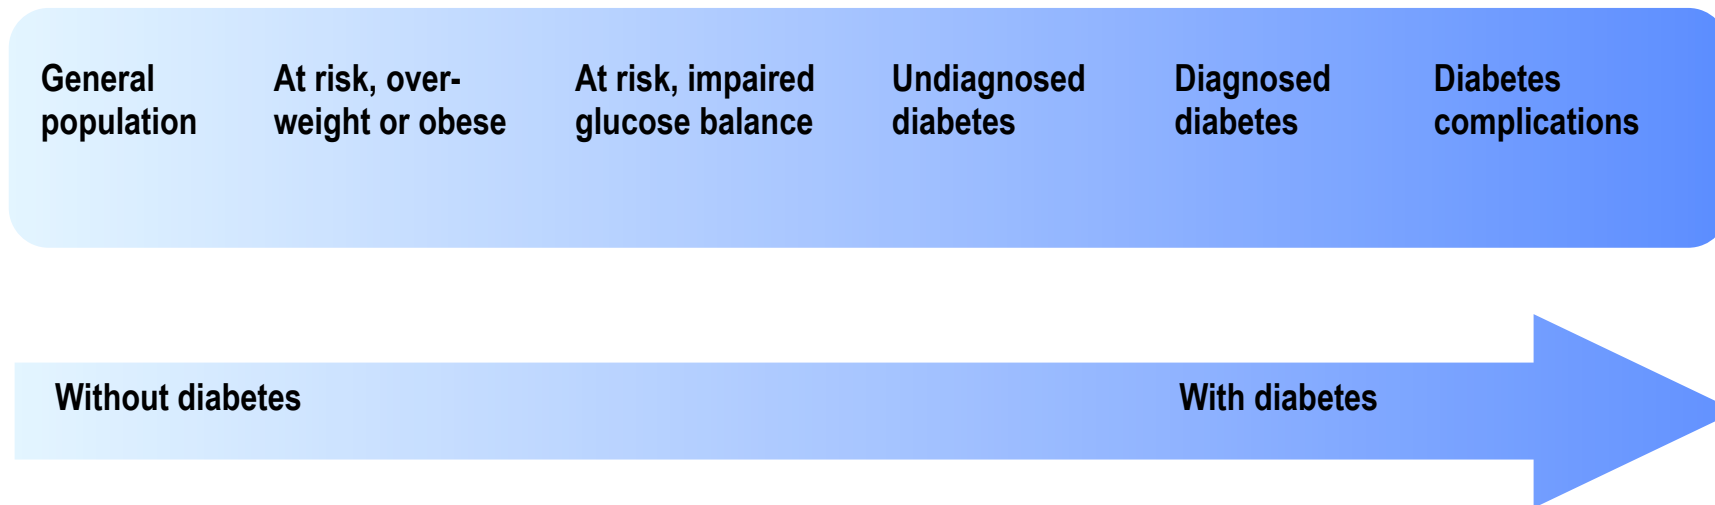 General
population
At risk, over-
weight or obese
At risk, impaired
glucose balance
Undiagnosed
diabetes
Diagnosed
diabetes
Diabetes
complications
Without diabetes
With diabetes